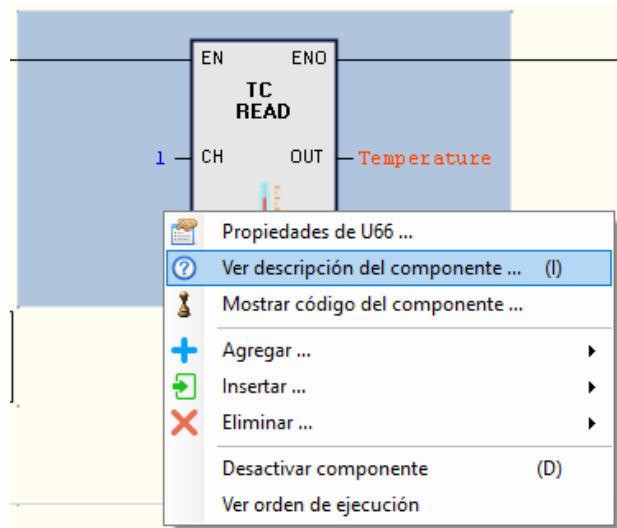 EN ENO
TC
READ
1 CH OUT Temperature
Propiedades de U66 ...
Ver descripción del componente ... (I)
Mostrar código del componente ...
Agregar ...
Insertar ...
Eliminar ...
Desactivar componente (D)
Ver orden de ejecución